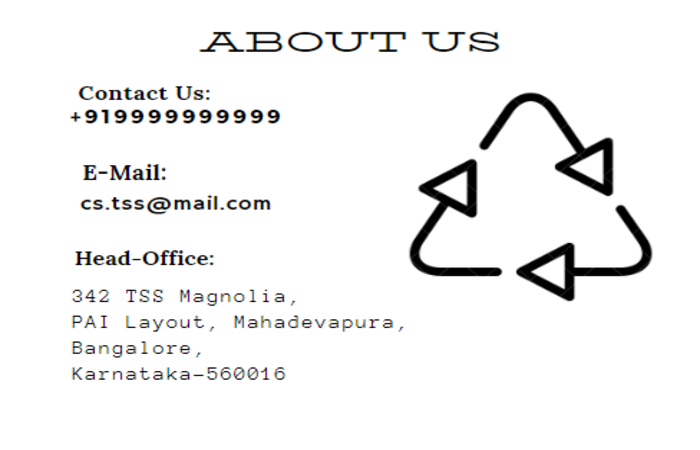 ABOUT US
Contact Us:
+919999999999
E-Mail:
cs.tss@mail.com
Head-Office:
342 TSS Magnolia,
PAI Layout, Mahadevapura,
Bangalore,
Karnataka-560016